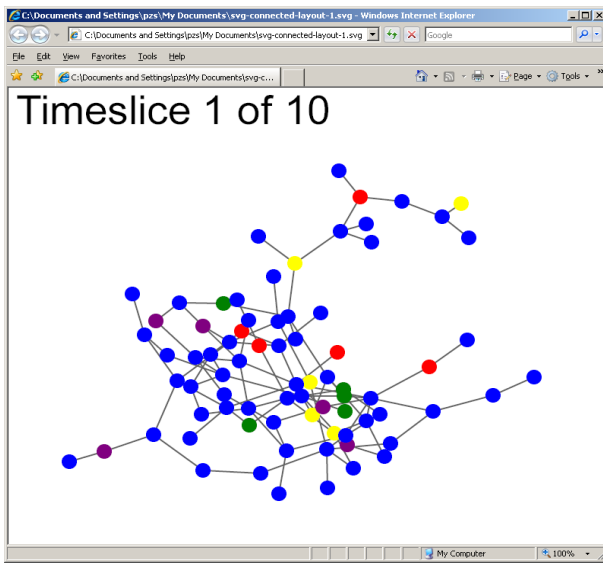 C:\Documents and Settings\pzs\My Documents\svg-connected-layout-1.svg - Windows Internet Explorer
C:\Documents and Settings\pzs\My Documents\svg-connected-layout-1.svg
Google
File Edit View Favorites Tools Help
C:\Documents and Settings\pzs\My Documents\svg-c...
Page Tools »
Timeslice 1 of 10
My Computer 100%